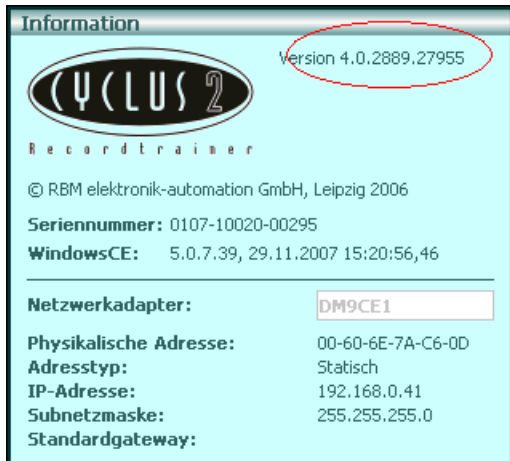 Information
Version 4.0.2889.27955
CYCLUS 2
Recordtrainer
© RBM elektronik-automation GmbH, Leipzig 2006
Seriennummer: 0107-10020-00295
WindowsCE: 5.0.7.39, 29.11.2007 15:20:56,46
Netzwerkadapter: DM9CE1
Physikalische Adresse: 00-60-6E-7A-C6-0D
Adresstyp: Statisch
IP-Adresse: 192.168.0.41
Subnetzmaske: 255.255.255.0
Standardgateway: